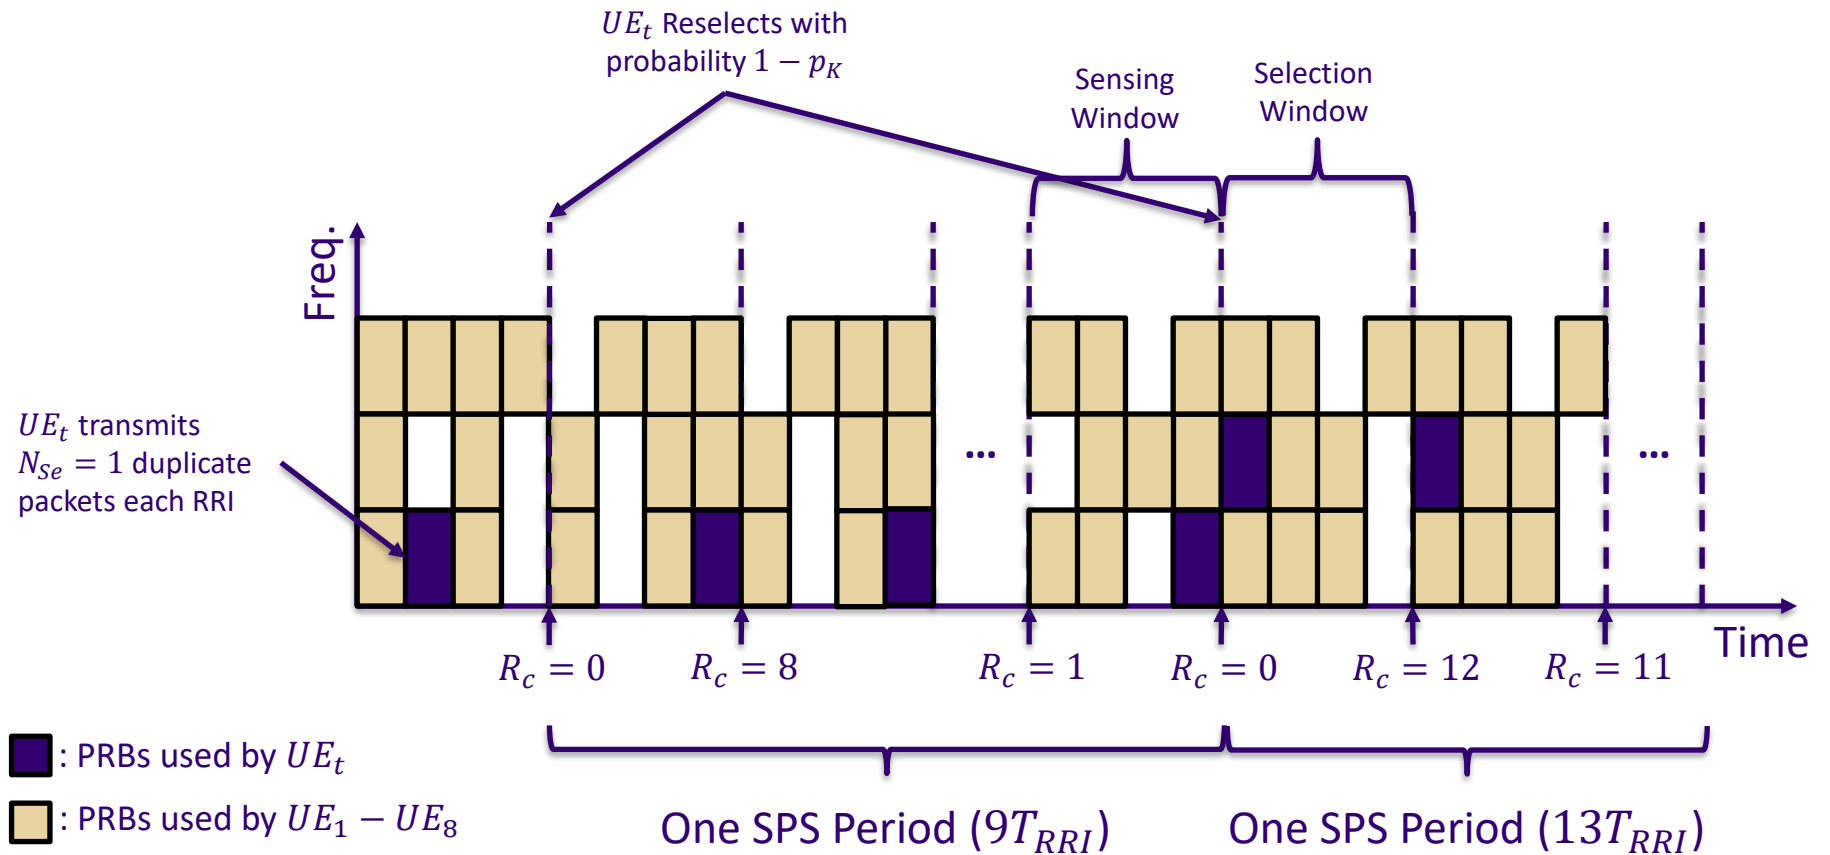 UE_t Reselects with
probability 1 − p_K
Sensing
Window
Selection
Window
Freq.
UE_t transmits
N_Se = 1 duplicate
packets each RRI
...
...
Time
R_c = 0
R_c = 8
R_c = 1
R_c = 0
R_c = 12
R_c = 11
: PRBs used by UE_t
: PRBs used by UE_1 − UE_8
One SPS Period (9T_RRI)
One SPS Period (13T_RRI)